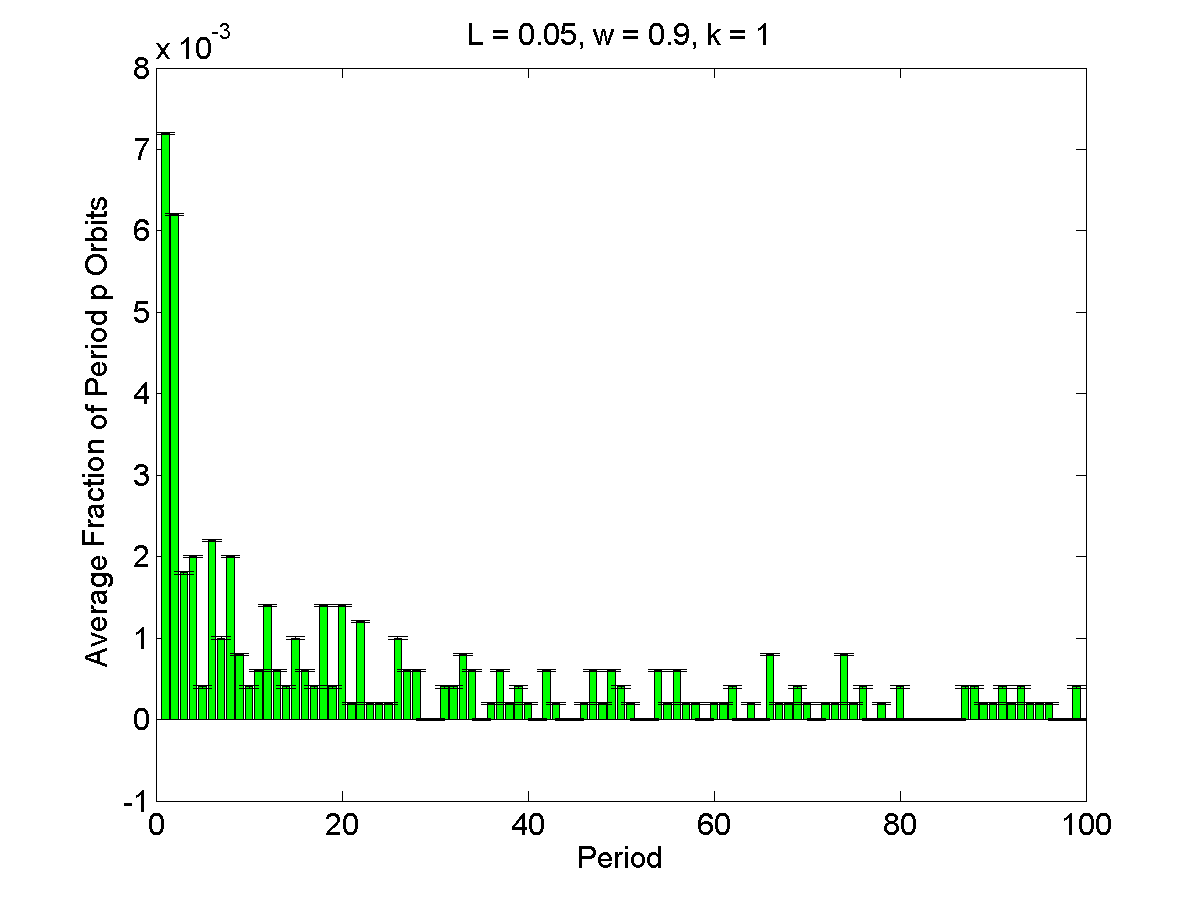 L = 0.05, w = 0.9, k = 1
x 10^-3
8
7
6
5
4
3
2
1
0
-1
Average Fraction of Period p Orbits
0 20 40 60 80 100
Period